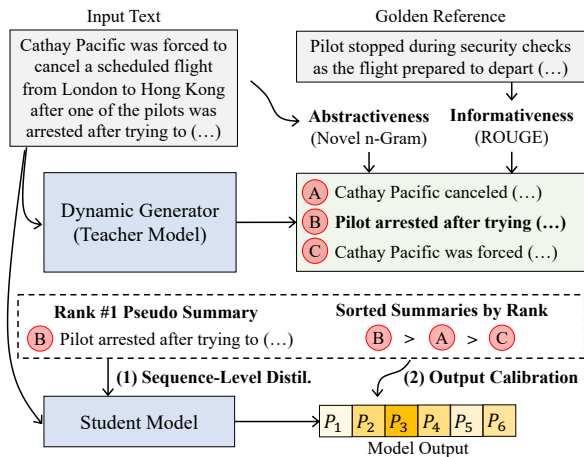 Input Text
Golden Reference
Cathay Pacific was forced to
cancel a scheduled flight
from London to Hong Kong
after one of the pilots was
arrested after trying to (…)
Pilot stopped during security checks
as the flight prepared to depart (…)
Abstractiveness
(Novel n-Gram)
Informativeness
(ROUGE)
Dynamic Generator
(Teacher Model)
A Cathay Pacific canceled (…)
B Pilot arrested after trying (…)
C Cathay Pacific was forced (…)
Rank #1 Pseudo Summary
B Pilot arrested after trying to (…)
Sorted Summaries by Rank
B > A > C
(1) Sequence-Level Distil.
(2) Output Calibration
Student Model
P1 P2 P3 P4 P5 P6
Model Output